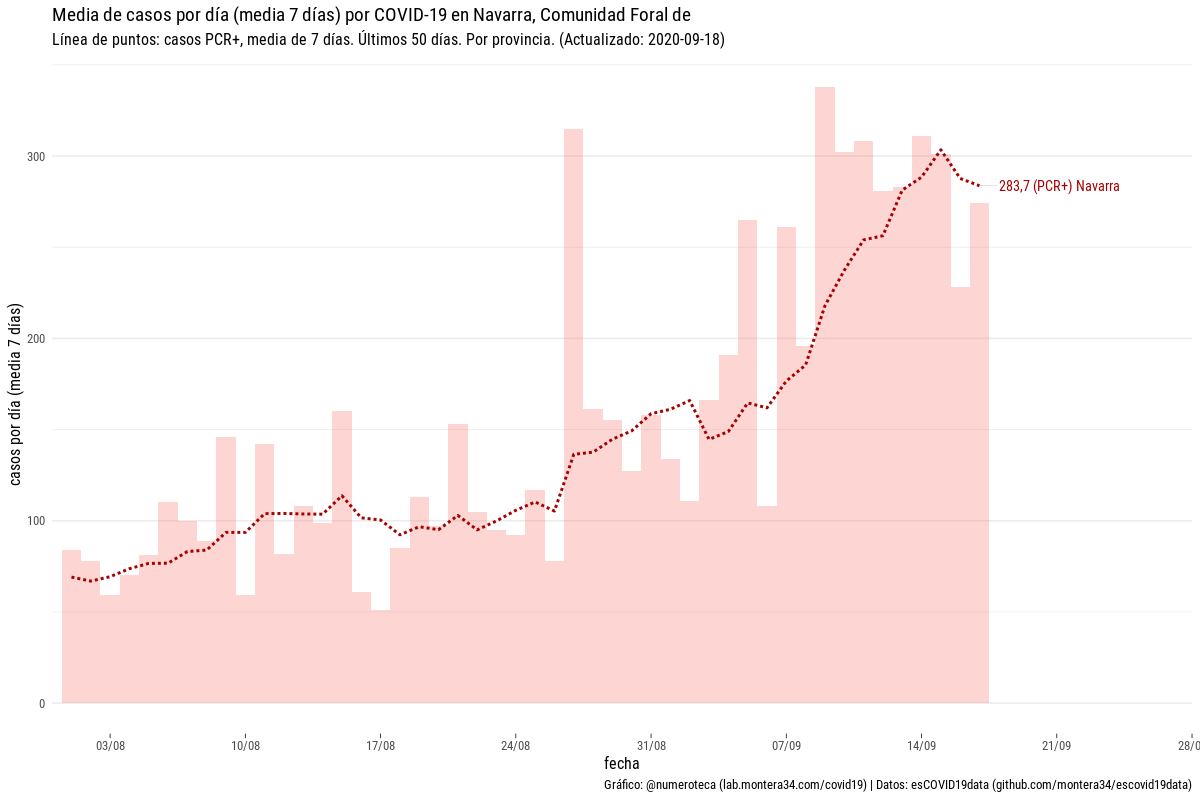 Media de casos por día (media 7 días) por COVID-19 en Navarra, Comunidad Foral de
Línea de puntos: casos PCR+, media de 7 días. Últimos 50 días. Por provincia. (Actualizado: 2020-09-18)
casos por día (media 7 días)
300
200
100
0
283,7 (PCR+) Navarra
03/08
10/08
17/08
24/08
31/08
07/09
14/09
21/09
28/0
fecha
Gráfico: @numeroteca (lab.montera34.com/covid19) | Datos: esCOVID19data (github.com/montera34/escovid19data)